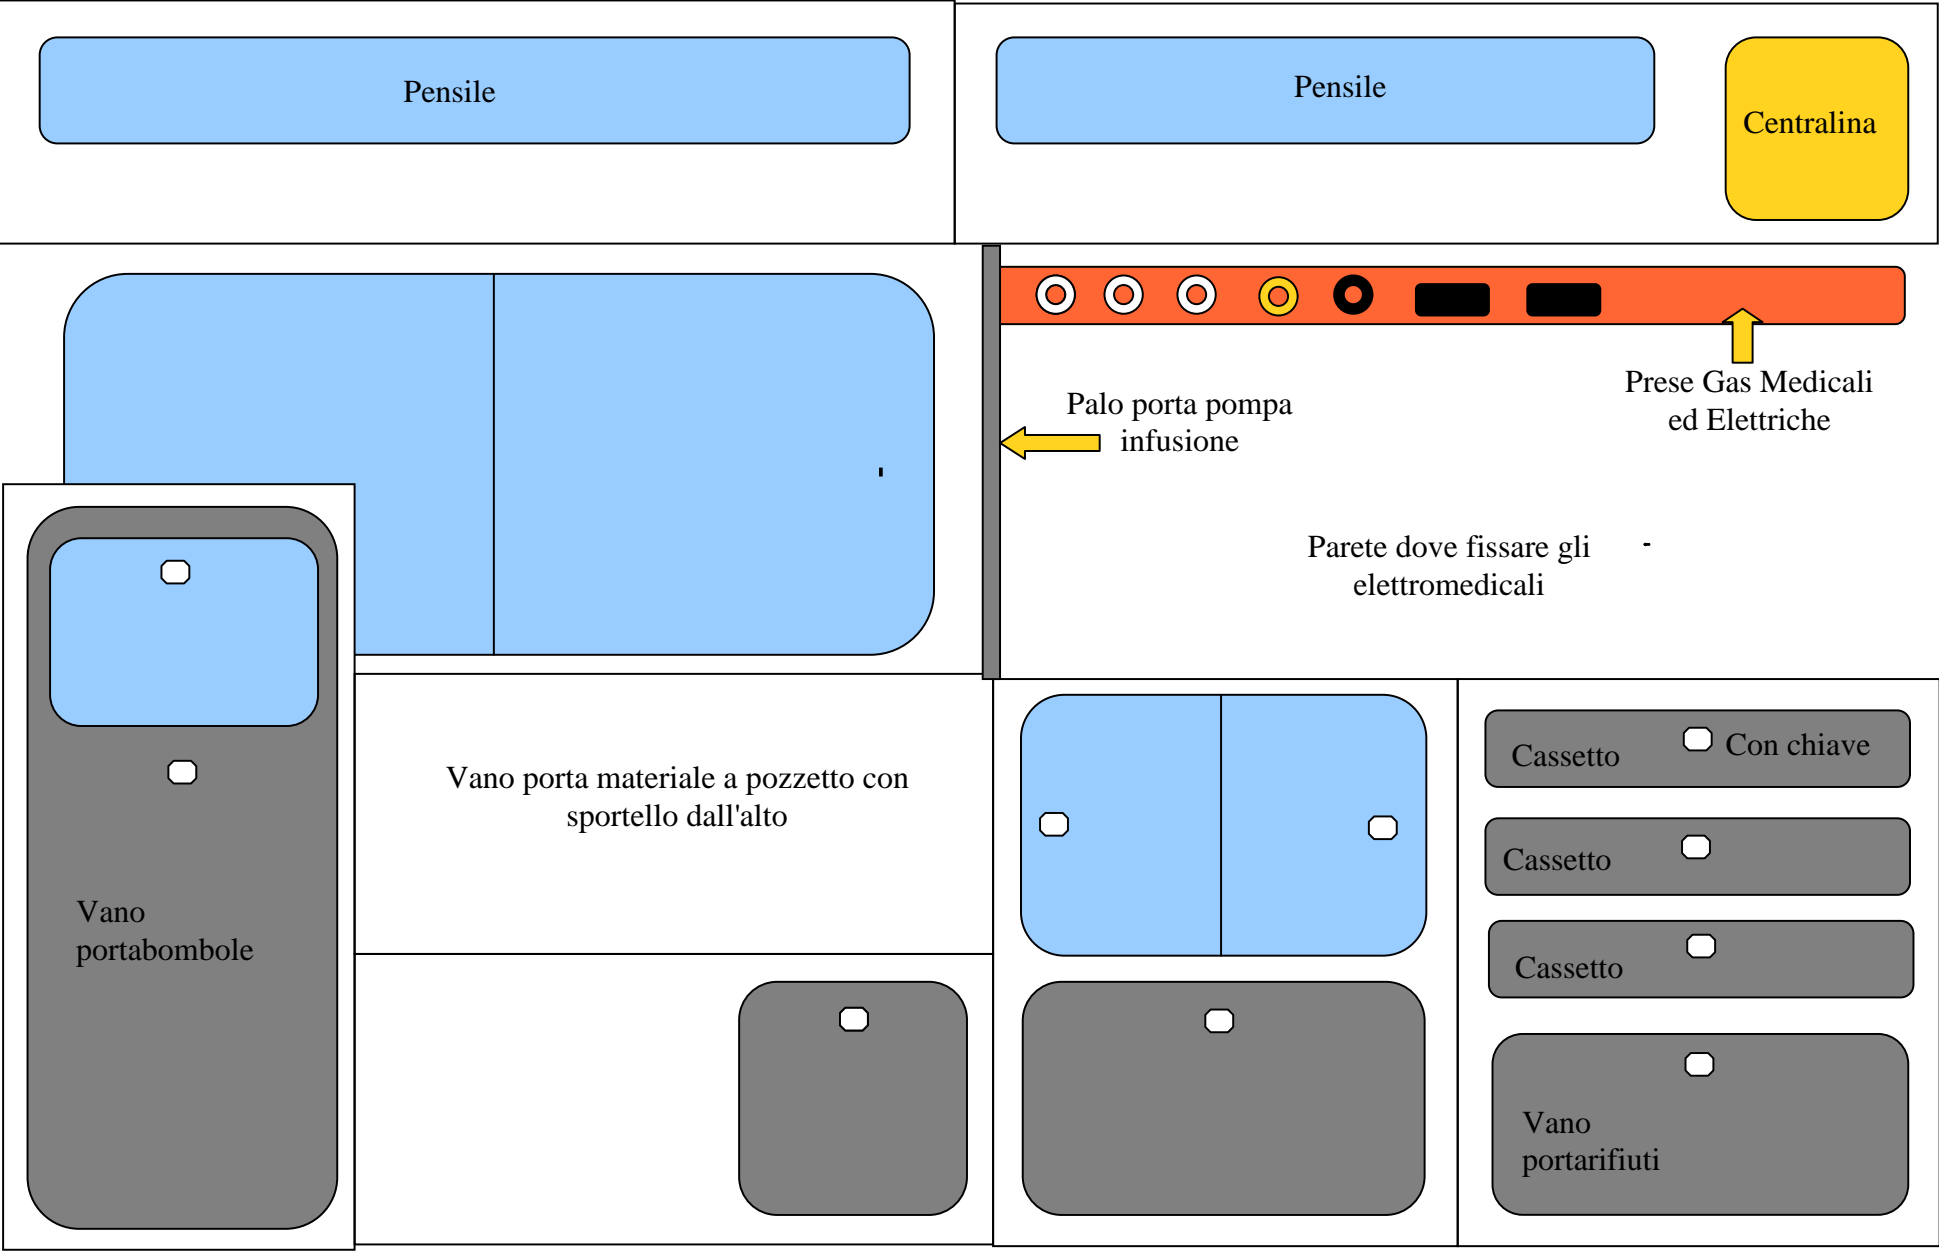 Pensile
Pensile
Centralina
Prese Gas Medicali
ed Elettriche
Palo porta pompa
infusione
Parete dove fissare gli
elettromedicali
Vano porta materiale a pozzetto con
sportello dall'alto
Cassetto
Con chiave
Cassetto
Cassetto
Vano
portabombole
Vano
portarifiuti